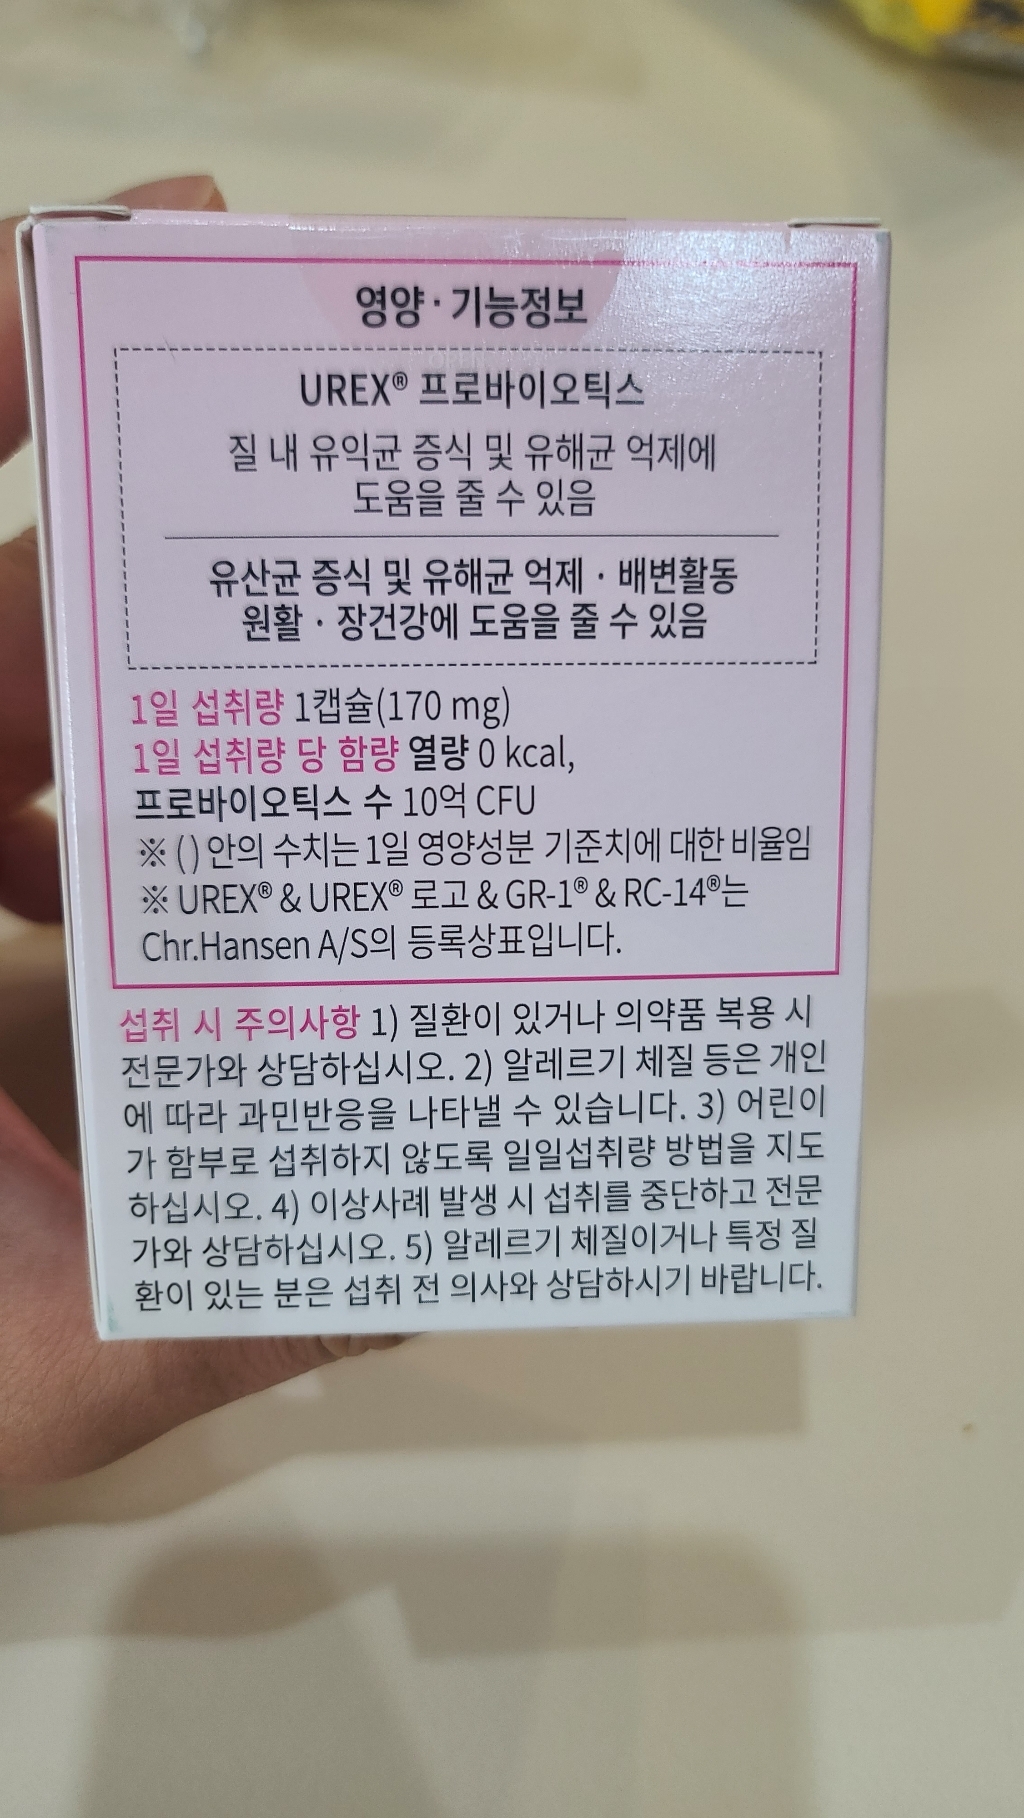 영양·기능정보
UREX® 프로바이오틱스
질 내 유익균 증식 및 유해균 억제에
도움을 줄 수 있음
유산균 증식 및 유해균 억제 · 배변활동
원활 · 장건강에 도움을 줄 수 있음
1일 섭취량 1캡슐(170 mg)
1일 섭취량 당 함량 열량 0 kcal,
프로바이오틱스 수 10억 CFU
※ ( ) 안의 수치는 1일 영양성분 기준치에 대한 비율임
※ UREX® & UREX® 로고 & GR-1® & RC-14®는
Chr.Hansen A/S의 등록상표입니다.
섭취 시 주의사항 1) 질환이 있거나 의약품 복용 시
전문가와 상담하십시오. 2) 알레르기 체질 등은 개인
에 따라 과민반응을 나타낼 수 있습니다. 3) 어린이
가 함부로 섭취하지 않도록 일일섭취량 방법을 지도
하십시오. 4) 이상사례 발생 시 섭취를 중단하고 전문
가와 상담하십시오. 5) 알레르기 체질이거나 특정 질
환이 있는 분은 섭취 전 의사와 상담하시기 바랍니다.